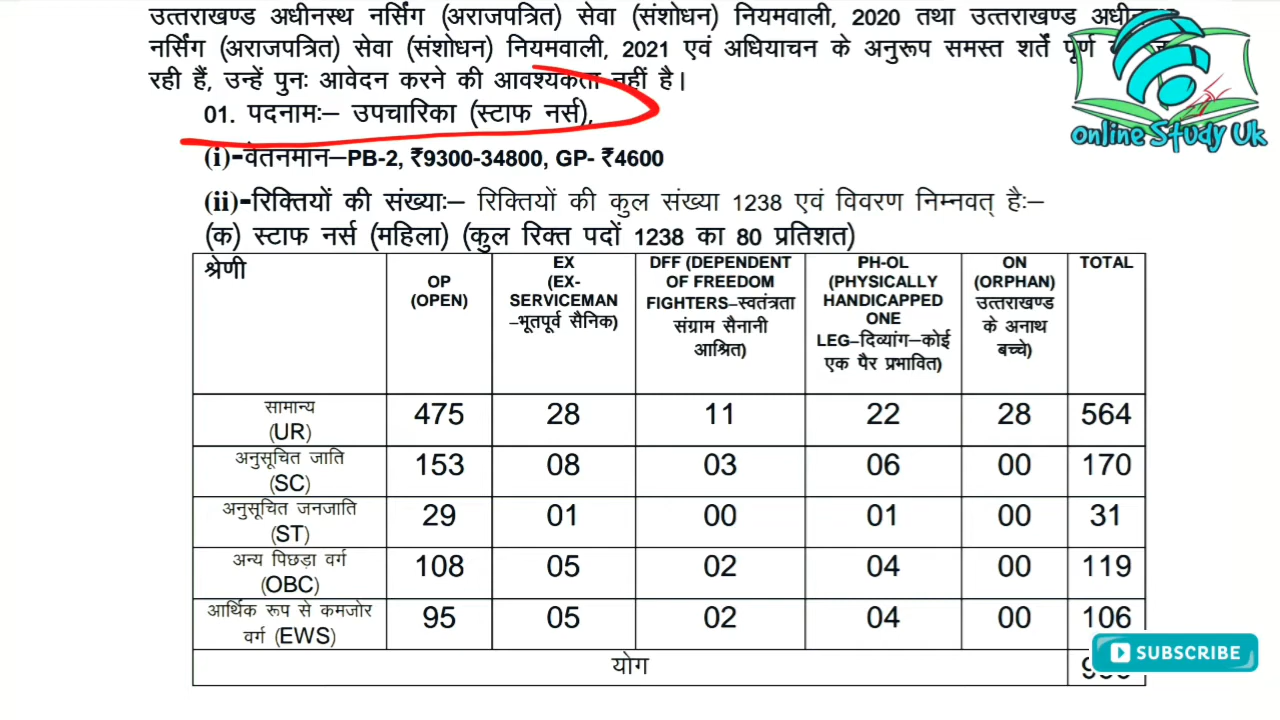 उत्तराखण्ड अधीनस्थ नर्सिंग (अराजपत्रित) सेवा (संशोधन) नियमवाली, 2020 तथा उत्तराखण्ड
नर्सिंग (अराजपत्रित) सेवा (संशोधन) नियमवाली, 2021 एवं अधियाचन के अनुरूप समस्त शर्तें पूर्ण
रही हैं, उन्हें पुनः आवेदन करने की आवश्यकता नहीं है।
Online Study Uk
01. पदनामः– उपचारिका (स्टाफ नर्स),
(i)-वेतनमान–PB-2, ₹9300-34800, GP- ₹4600
(ii)-रिक्तियों की संख्याः– रिक्तियों की कुल संख्या 1238 एवं विवरण निम्नवत् हैः–
(क) स्टाफ नर्स (महिला) (कुल रिक्त पदों 1238 का 80 प्रतिशत)
श्रेणी
OP
(OPEN)
EX
(EX-
SERVICEMAN
–भूतपूर्व सैनिक)
DFF (DEPENDENT
OF FREEDOM
FIGHTERS–स्वतंत्रता
संग्राम सैनानी
आश्रित)
PH-OL
(PHYSICALLY
HANDICAPPED
ONE
LEG–दिव्यांग–कोई
एक पैर प्रभावित)
ON
(ORPHAN)
उत्तराखण्ड
के अनाथ
बच्चे)
TOTAL
सामान्य
(UR)
475 28 11 22 28 564
अनुसूचित जाति
(SC)
153 08 03 06 00 170
अनुसूचित जनजाति
(ST)
29 01 00 01 00 31
अन्य पिछड़ा वर्ग
(OBC)
108 05 02 04 00 119
आर्थिक रूप से कमजोर
वर्ग (EWS)
95 05 02 04 00 106
योग
SUBSCRIBE